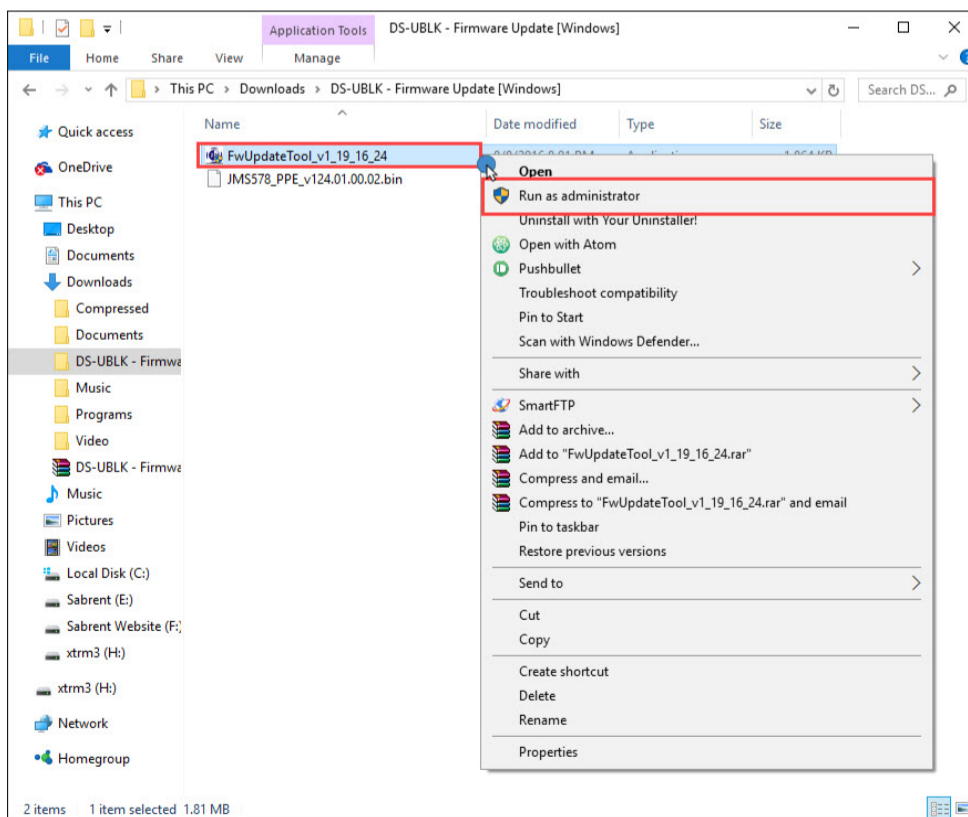 Application Tools DS-UBLK - Firmware Update [Windows]
File Home Share View Manage
This PC > Downloads > DS-UBLK - Firmware Update [Windows]
Search DS...
Name Date modified Type Size
Quick access
OneDrive
This PC
Desktop
Documents
Downloads
Compressed
Documents
DS-UBLK - Firmwa
Music
Programs
Video
DS-UBLK - Firmwa
Music
Pictures
Videos
Local Disk (C:)
Sabrent (E:)
Sabrent Website (F:)
xtrm3 (H:)
xtrm3 (H:)
Network
Homegroup
FwUpdateTool_v1_19_16_24
JMS578_PPE_v124.01.00.02.bin
Open
Run as administrator
Uninstall with Your Uninstaller!
Open with Atom
Pushbullet
Troubleshoot compatibility
Pin to Start
Scan with Windows Defender...
Share with
SmartFTP
Add to archive...
Add to "FwUpdateTool_v1_19_16_24.rar"
Compress and email...
Compress to "FwUpdateTool_v1_19_16_24.rar" and email
Pin to taskbar
Restore previous versions
Send to
Cut
Copy
Create shortcut
Delete
Rename
Properties
2 items 1 item selected 1.81 MB